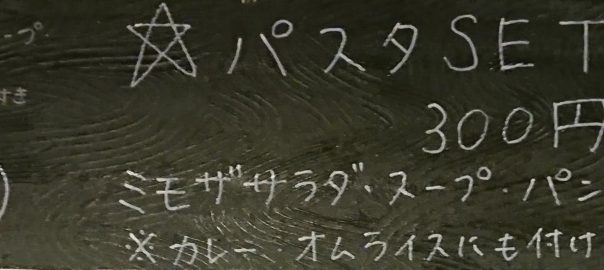 ープ
☆パスタSET
すき
300円
ミモザサラダ・スープ・パン
※カレー オムライスにも付け